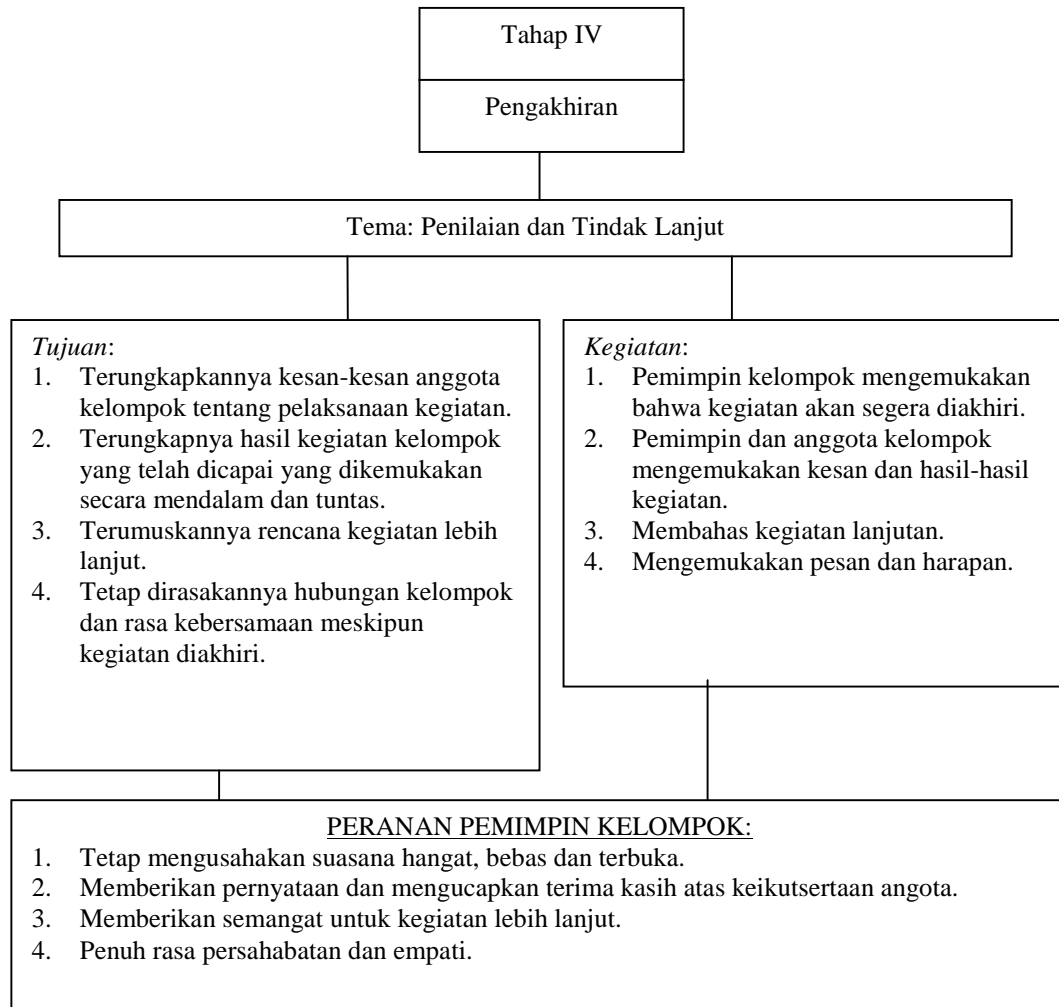 Tahap IV
Pengakhiran
Tema: Penilaian dan Tindak Lanjut
Tujuan:
1. Terungkapkannya kesan-kesan anggota
kelompok tentang pelaksanaan kegiatan.
2. Terungkapnya hasil kegiatan kelompok
yang telah dicapai yang dikemukakan
secara mendalam dan tuntas.
3. Terumuskannya rencana kegiatan lebih
lanjut.
4. Tetap dirasakannya hubungan kelompok
dan rasa kebersamaan meskipun
kegiatan diakhiri.
Kegiatan:
1. Pemimpin kelompok mengemukakan
bahwa kegiatan akan segera diakhiri.
2. Pemimpin dan anggota kelompok
mengemukakan kesan dan hasil-hasil
kegiatan.
3. Membahas kegiatan lanjutan.
4. Mengemukakan pesan dan harapan.
PERANAN PEMIMPIN KELOMPOK:
1. Tetap mengusahakan suasana hangat, bebas dan terbuka.
2. Memberikan pernyataan dan mengucapkan terima kasih atas keikutsertaan angota.
3. Memberikan semangat untuk kegiatan lebih lanjut.
4. Penuh rasa persahabatan dan empati.